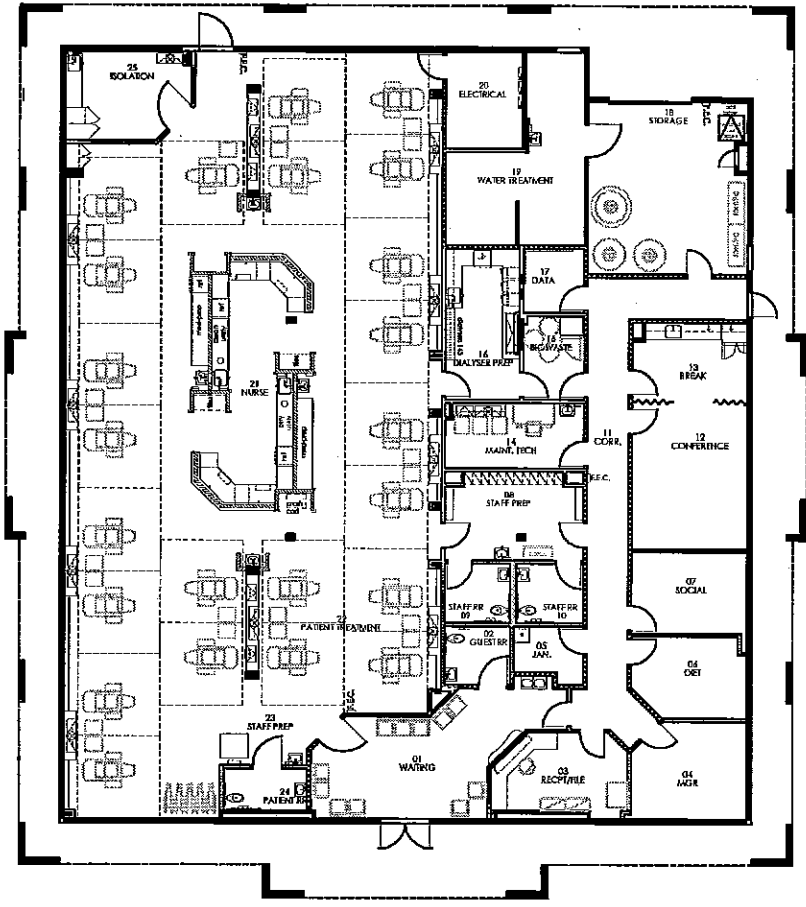 25
ISOLATION
F.E.C.
20
ELECTRICAL
18
STORAGE
F.E.C.
19
WATER TREATMENT
17
DATA
16
DIALYSER PREP
15
BIO WASTE
21
NURSE
13
BREAK
14
MAINT. TECH
11
CORR.
12
CONFERENCE
F.E.C.
08
STAFF PREP
07
SOCIAL
STAFF RR
09
STAFF RR
10
22
PATIENT TREATMENT
02
GUEST RR
05
JAN.
06
DIET
F.E.C.
23
STAFF PREP
01
WAITING
03
RECPT/FILE
04
MGR
24
PATIENT RR